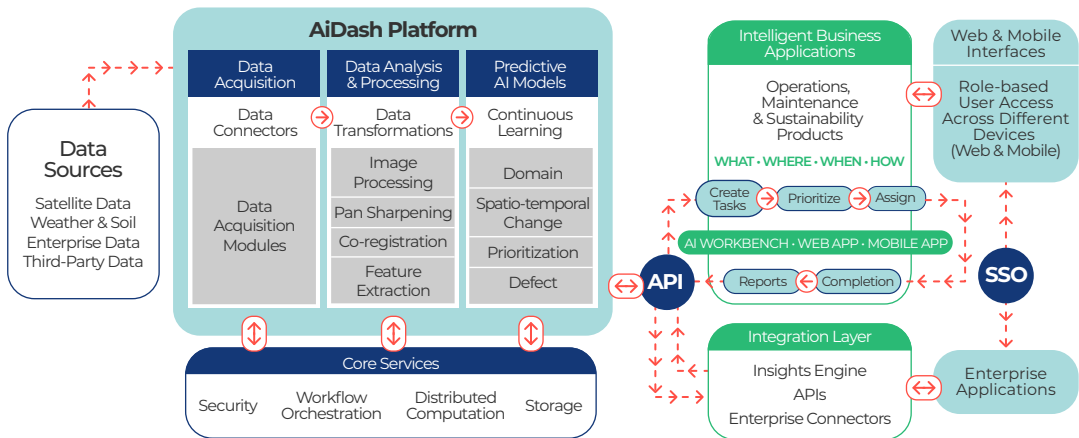 AiDash Platform
Data
Acquisition
Data Analysis
& Processing
Predictive
AI Models
Data
Connectors
Data
Transformations
Continuous
Learning
Data
Acquisition
Modules
Image
Processing
Pan Sharpening
Co-registration
Feature
Extraction
Domain
Spatio-temporal
Change
Prioritization
Defect
Data
Sources
Satellite Data
Weather & Soil
Enterprise Data
Third-Party Data
Core Services
Security
Workflow
Orchestration
Distributed
Computation
Storage
API
Intelligent Business
Applications
Operations,
Maintenance
& Sustainability
Products
WHAT • WHERE • WHEN • HOW
Create
Tasks
Prioritize
Assign
AI WORKBENCH • WEB APP • MOBILE APP
Reports
Completion
Integration Layer
Insights Engine
APIs
Enterprise Connectors
Web & Mobile
Interfaces
Role-based
User Access
Across Different
Devices
(Web & Mobile)
SSO
Enterprise
Applications